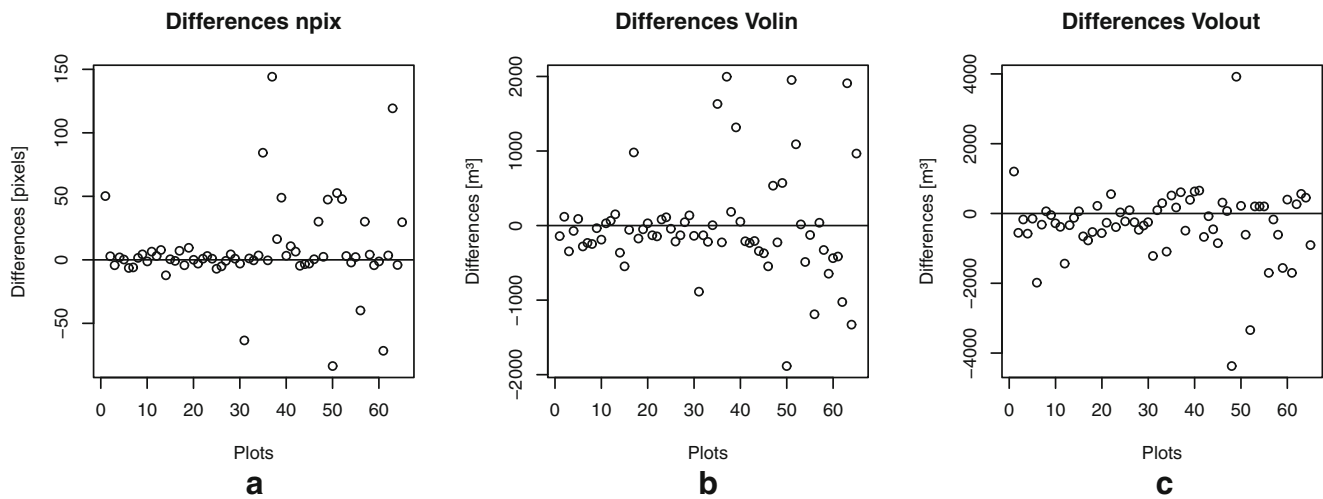 Differences npix
Differences [pixels]
150
100
50
0
−50
0 10 20 30 40 50 60
Plots
a
Differences Volin
Differences [m³]
2000
1000
0
−1000
−2000
0 10 20 30 40 50 60
Plots
b
Differences Volout
Differences [m³]
4000
2000
0
−2000
−4000
0 10 20 30 40 50 60
Plots
c